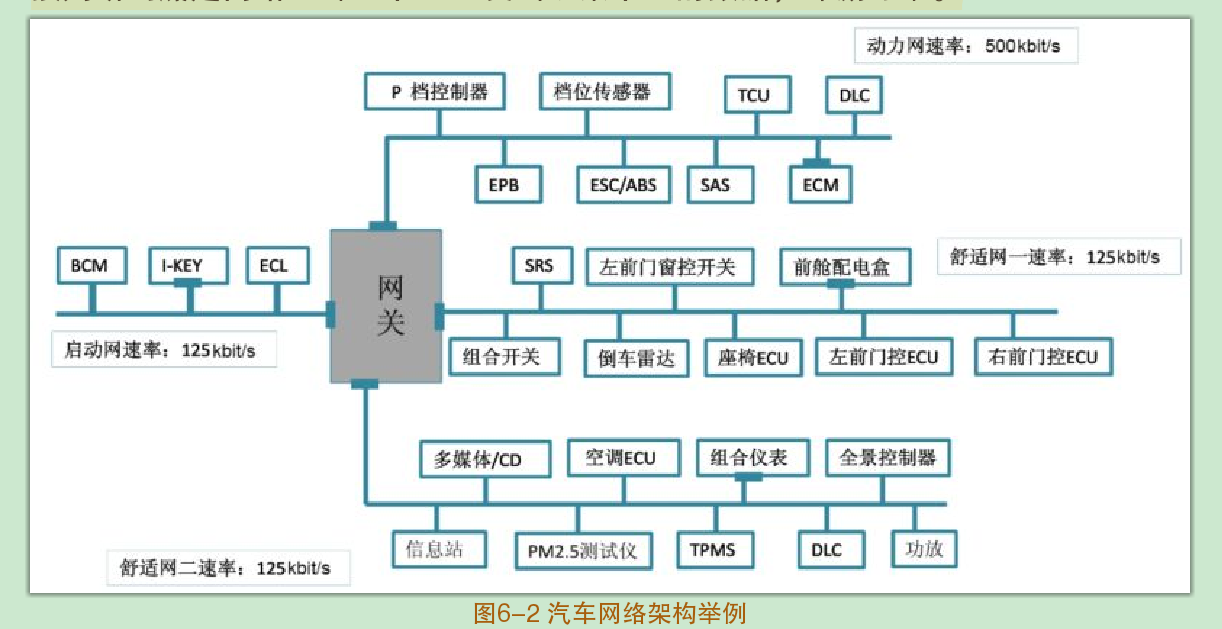 动力网速率：500kbit/s
P 档控制器
档位传感器
TCU
DLC
EPB
ESC/ABS
SAS
ECM
BCM
I-KEY
ECL
启动网速率：125kbit/s
网
关
SRS
左前门窗控开关
前舱配电盒
舒适网一速率：125kbit/s
组合开关
倒车雷达
座椅ECU
左前门控ECU
右前门控ECU
多媒体/CD
空调ECU
组合仪表
全景控制器
信息站
PM2.5测试仪
TPMS
DLC
功放
舒适网二速率：125kbit/s
图6-2 汽车网络架构举例